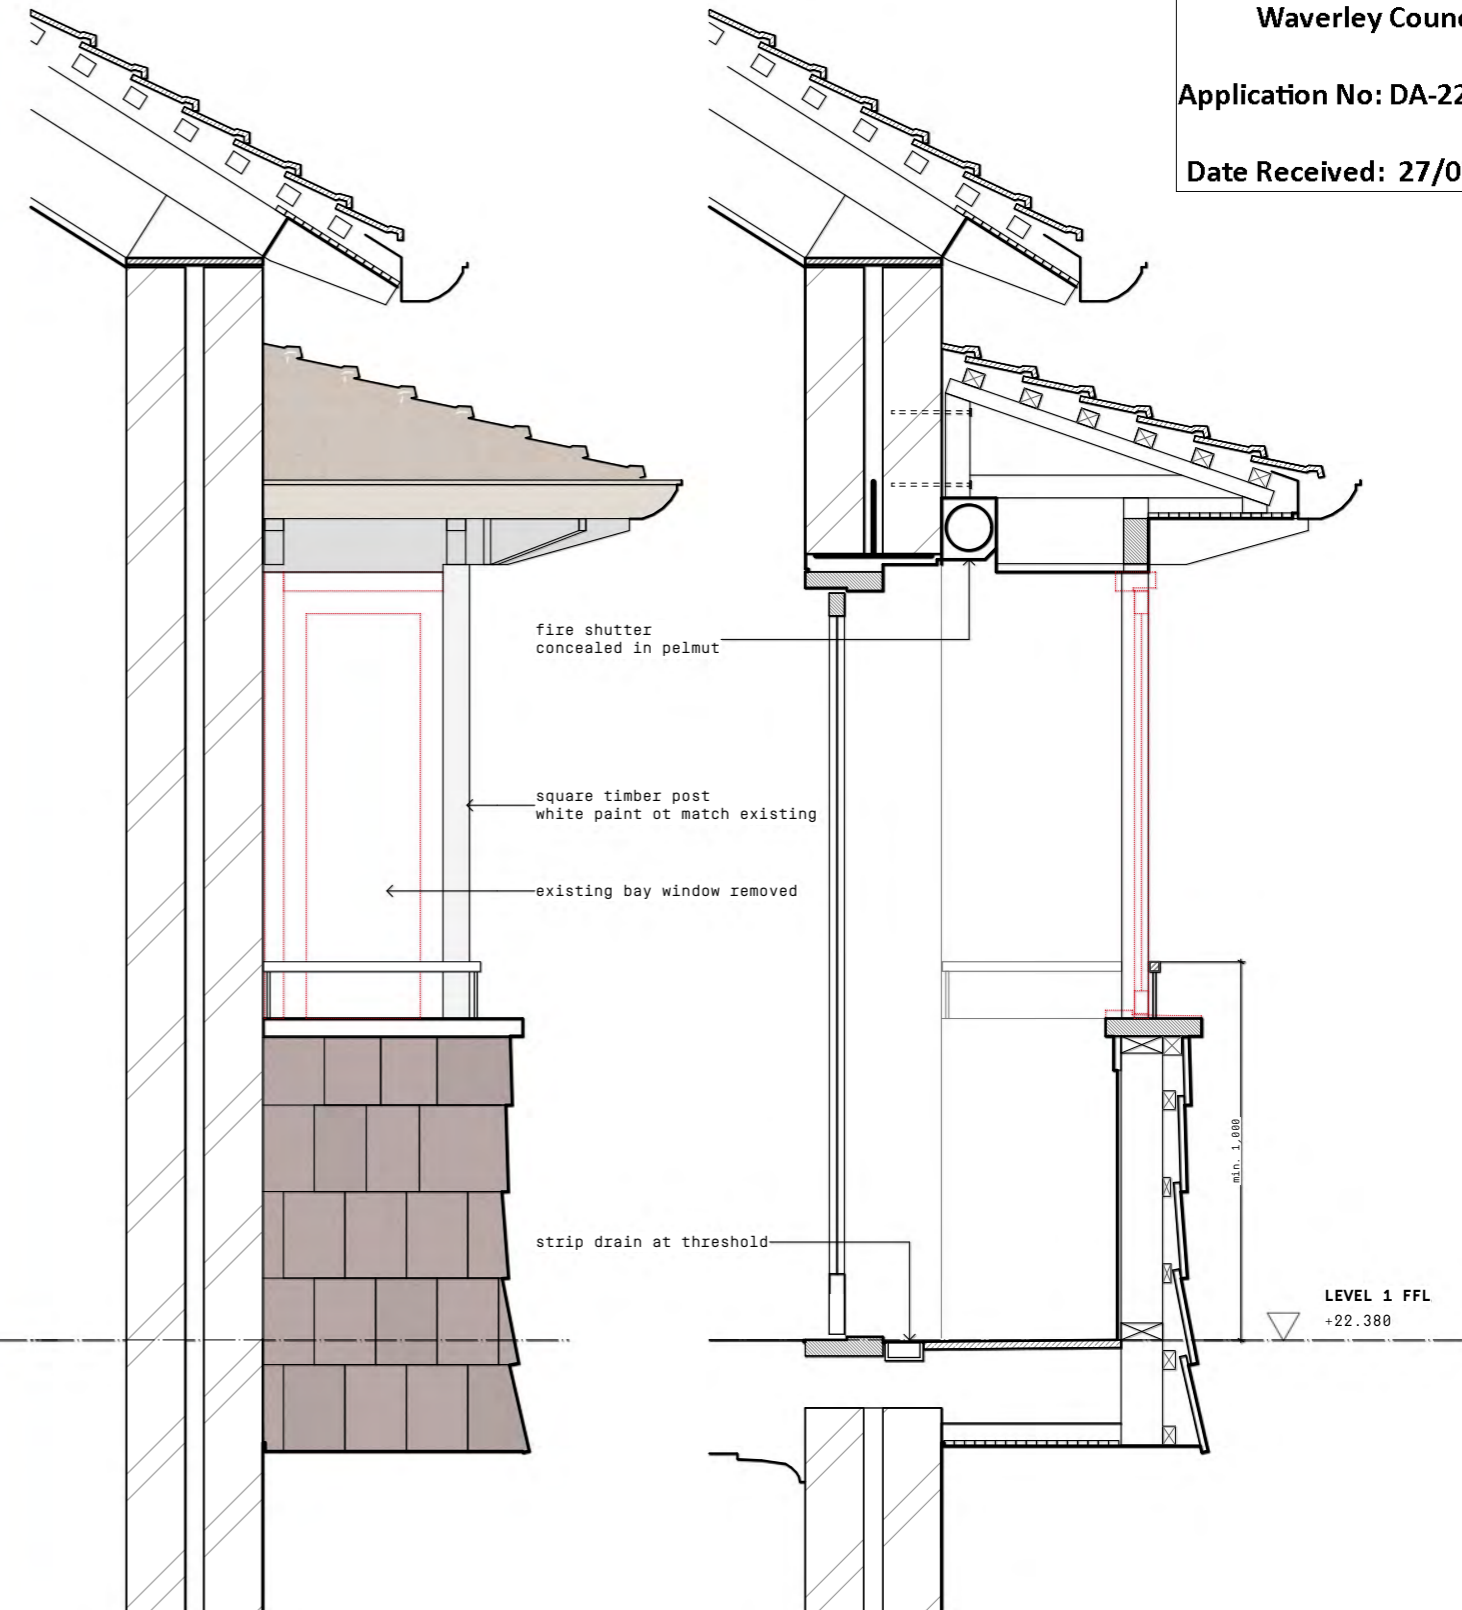 Waverley Counc
Application No: DA-22
Date Received: 27/0
fire shutter
concealed in pelmut
square timber post
white paint ot match existing
existing bay window removed
min. 1,000
strip drain at threshold
LEVEL 1 FFL
+22.380